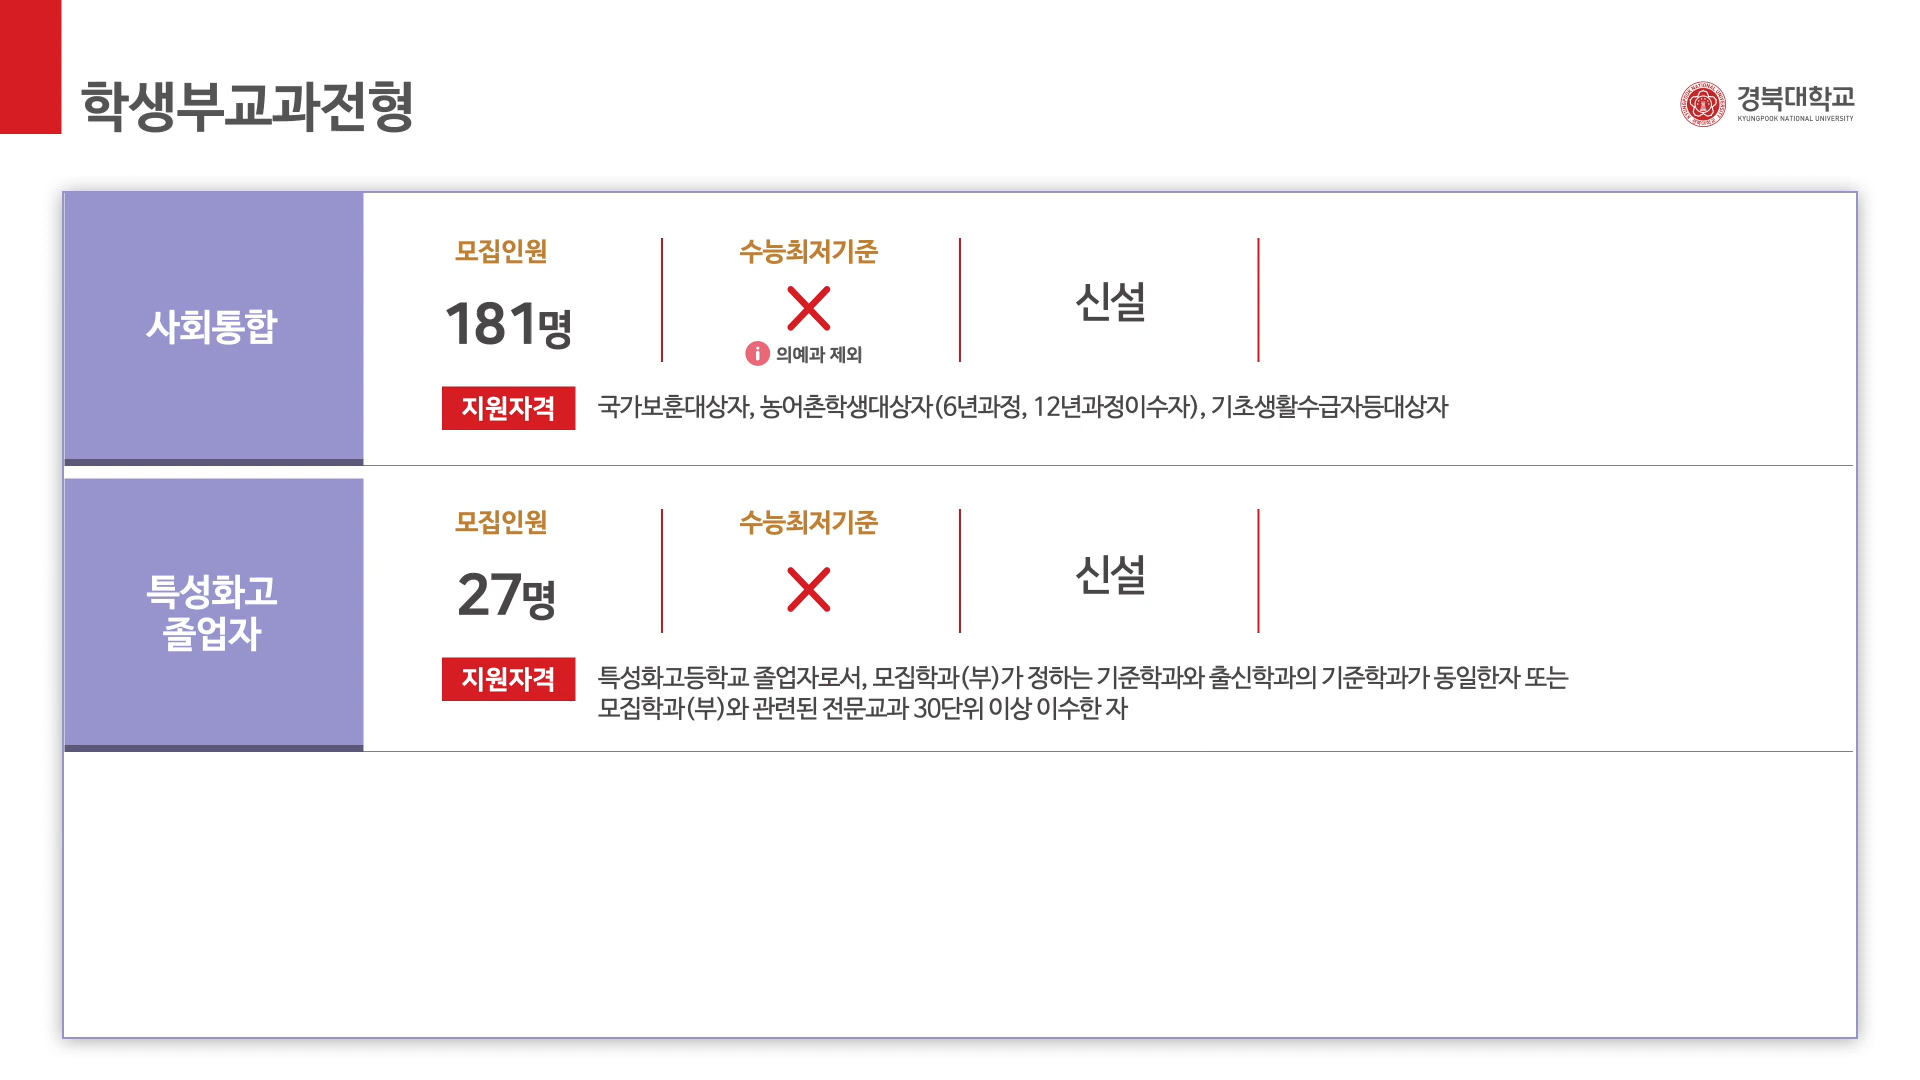 학생부교과전형
경북대학교
KYUNGPOOK NATIONAL UNIVERSITY
사회통합
모집인원
181명
수능최저기준
의예과 제외
신설
지원자격
국가보훈대상자, 농어촌학생대상자(6년과정, 12년과정이수자), 기초생활수급자등대상자
특성화고
졸업자
모집인원
27명
수능최저기준
신설
지원자격
특성화고등학교 졸업자로서, 모집학과(부)가 정하는 기준학과와 출신학과의 기준학과가 동일한자 또는
모집학과(부)와 관련된 전문교과 30단위 이상 이수한 자